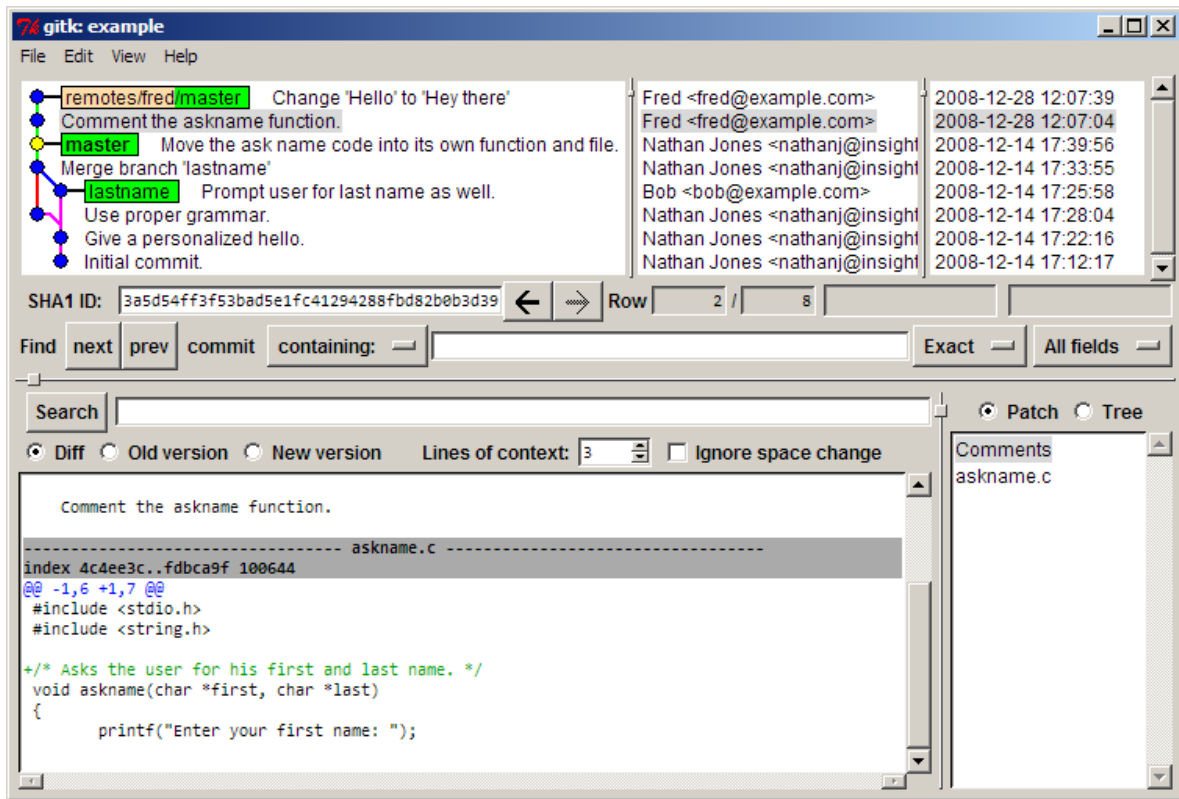 gitk: example
File Edit View Help
remotes/fred/master Change 'Hello' to 'Hey there' Fred <fred@example.com> 2008-12-28 12:07:39
Comment the askname function. Fred <fred@example.com> 2008-12-28 12:07:04
master Move the ask name code into its own function and file. Nathan Jones <nathanj@insight 2008-12-14 17:39:56
Merge branch 'lastname' Nathan Jones <nathanj@insight 2008-12-14 17:33:55
lastname Prompt user for last name as well. Bob <bob@example.com> 2008-12-14 17:25:58
Use proper grammar. Nathan Jones <nathanj@insight 2008-12-14 17:28:04
Give a personalized hello. Nathan Jones <nathanj@insight 2008-12-14 17:22:16
Initial commit. Nathan Jones <nathanj@insight 2008-12-14 17:12:17
SHA1 ID: 3a5d54ff3f53bad5e1fc41294288fbd82b0b3d39 Row 2 / 8
Find next prev commit containing: Exact All fields
Search Patch Tree
Diff Old version New version Lines of context: 3 Ignore space change
Comments
askname.c
Comment the askname function.
---------------------------------- askname.c ----------------------------------
index 4c4ee3c..fdbca9f 100644
@@ -1,6 +1,7 @@
#include <stdio.h>
#include <string.h>
+/* Asks the user for his first and last name. */
void askname(char *first, char *last)
{
printf("Enter your first name: ");